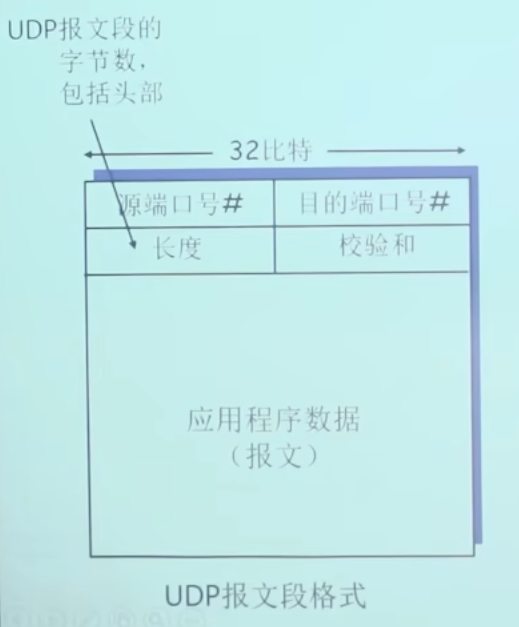 UDP报文段的
字节数，
包括头部
32比特
源端口号#
目的端口号#
长度
校验和
应用程序数据
（报文）
UDP报文段格式